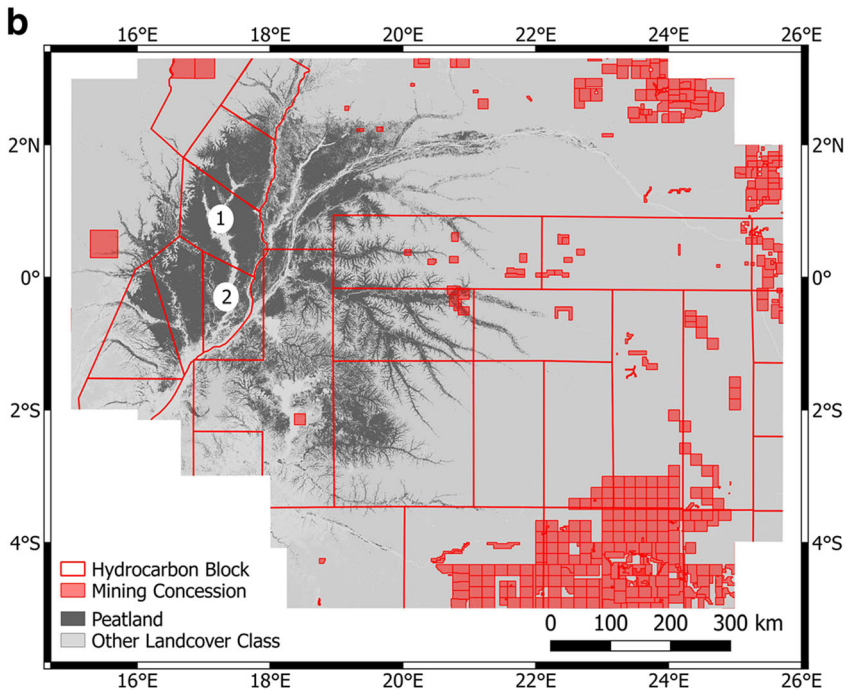 b
16°E 18°E 20°E 22°E 24°E 26°E
2°N 2°N
1
0° 0°
2
2°S 2°S
4°S 4°S
Hydrocarbon Block
Mining Concession
Peatland
Other Landcover Class
0 100 200 300 km
16°E 18°E 20°E 22°E 24°E 26°E